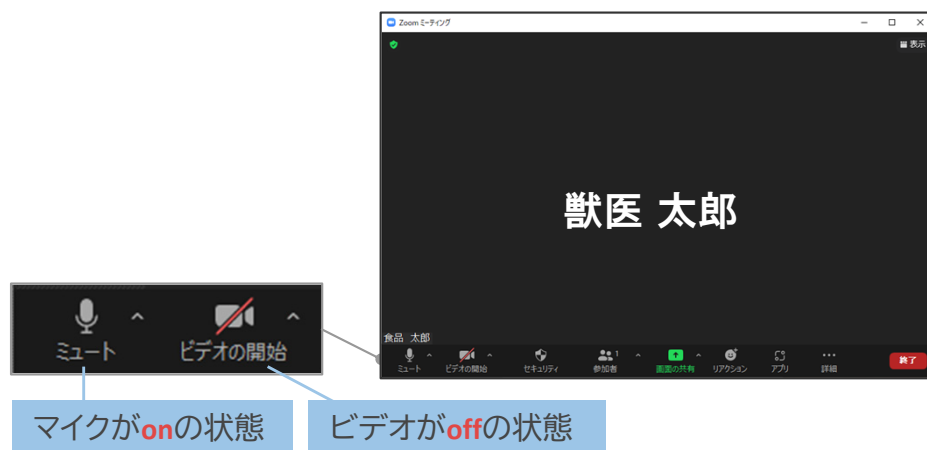 Zoom ミーティング
表示
獣医 太郎
食品 太郎
ミュート
ビデオの開始
セキュリティ
参加者
1
画面の共有
リアクション
アプリ
詳細
終了
ミュート
ビデオの開始
マイクがonの状態
ビデオがoffの状態